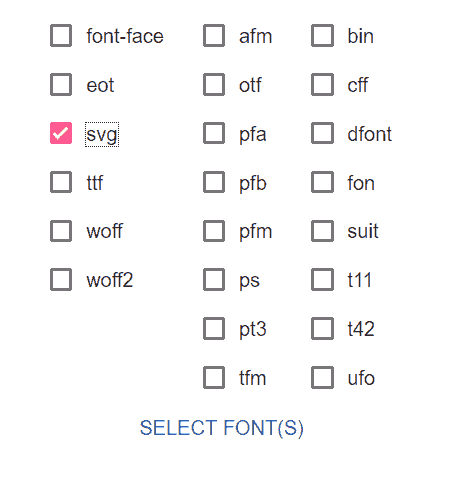 font-face afm bin
eot otf cff
svg pfa dfont
ttf pfb fon
woff pfm suit
woff2 ps t11
pt3 t42
tfm ufo
SELECT FONT(S)